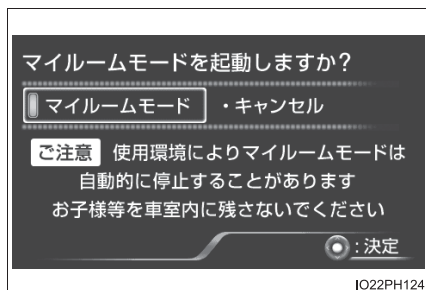 マイルームモードを起動しますか？
マイルームモード ・キャンセル
ご注意 使用環境によりマイルームモードは
自動的に停止することがあります
お子様等を車室内に残さないでください
：決定
IO22PH124